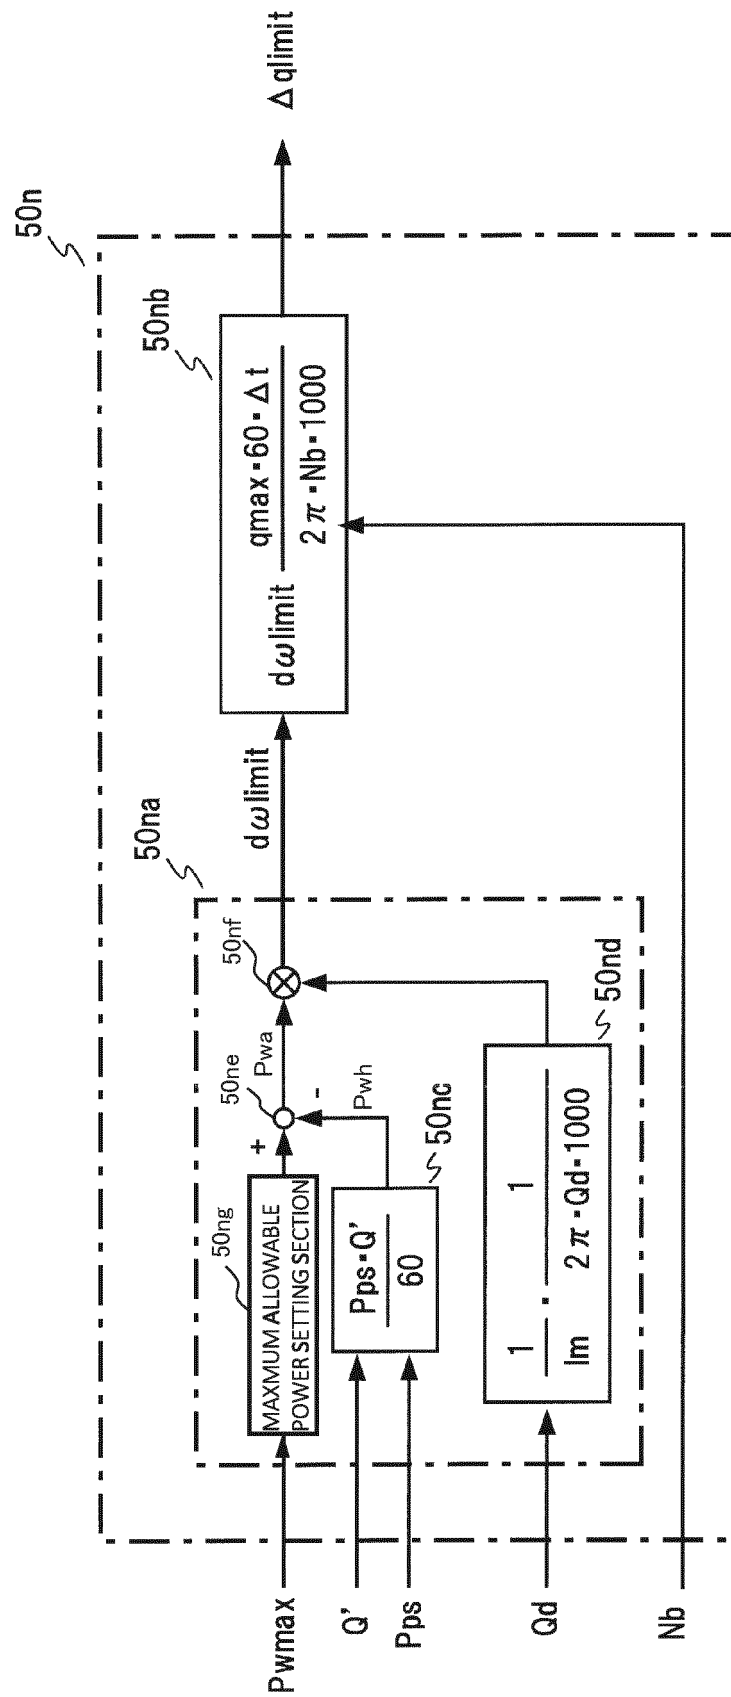 50n
50na
50ng
MAXMUM ALLOWABLE
POWER SETTING SECTION
+
50ne
Pwa
50nf
dωlimit
50nb
dωlimit qmax・60・Δt
2π・Nb・1000
Δqlimit
Pps・Q'
60
50nc
Pwh
-
1 ・ 1
Im 2π・Qd・1000
50nd
Pwmax
Q'
Pps
Qd
Nb